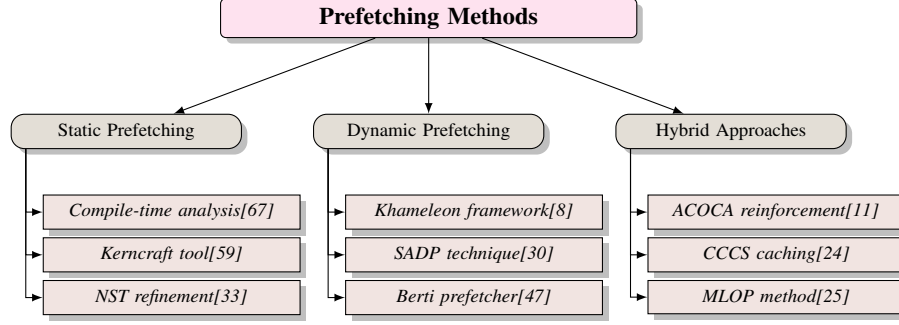 Prefetching Methods
Static Prefetching
Compile-time analysis[67]
Kerncraft tool[59]
NST refinement[33]
Dynamic Prefetching
Khameleon framework[8]
SADP technique[30]
Berti prefetcher[47]
Hybrid Approaches
ACOCA reinforcement[11]
CCCS caching[24]
MLOP method[25]